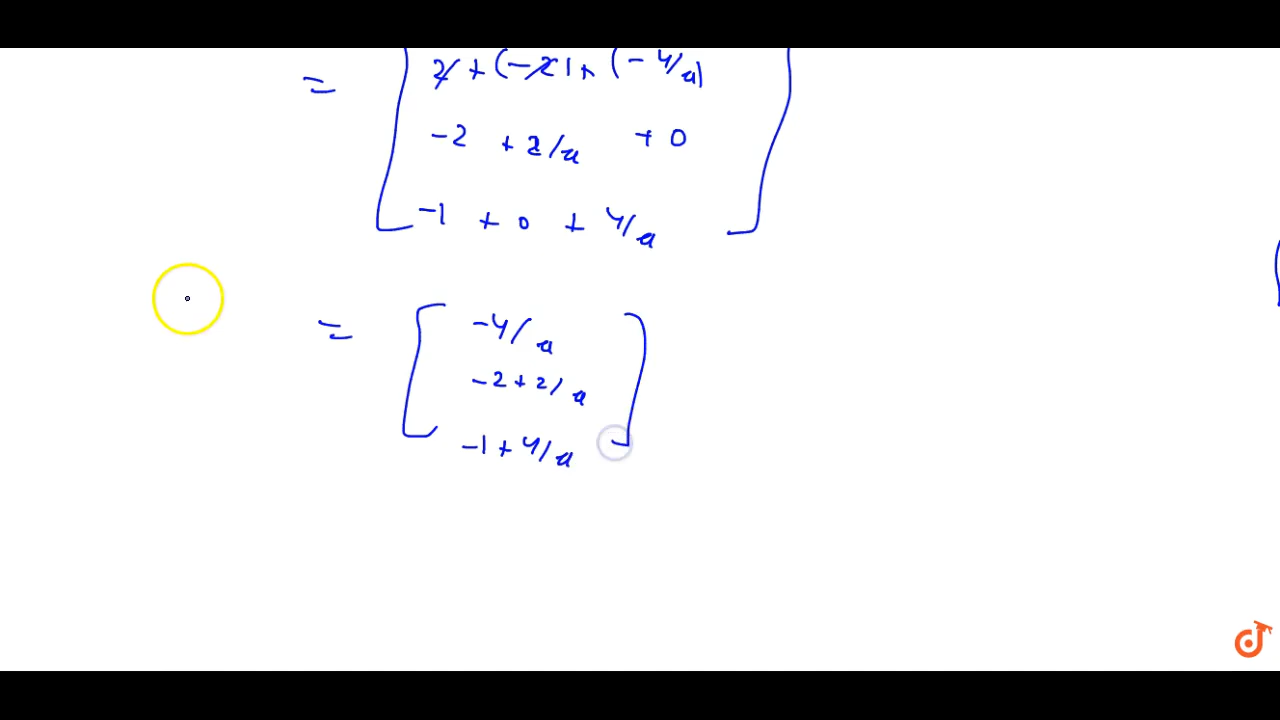 = 2 + (-2) + (-4/a)
-2 + 2/a + 0
-1 + 0 + 4/a
= -4/a
-2 + 2/a
-1 + 4/a